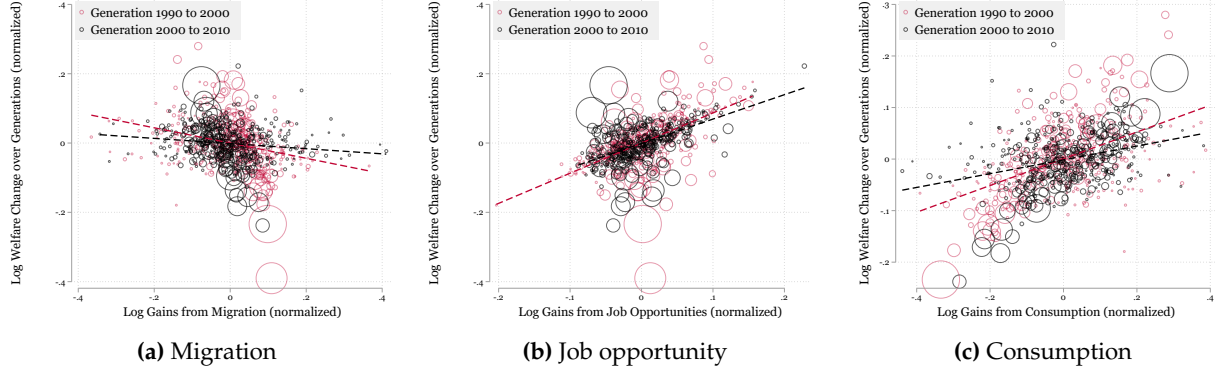 Log Welfare Change over Generations (normalized)
Generation 1990 to 2000
Generation 2000 to 2010
.4
.2
0
-.2
-.4
-.4
-.2
0
.2
.4
Log Gains from Migration (normalized)
(a) Migration
Log Welfare Change over Generations (normalized)
Generation 1990 to 2000
Generation 2000 to 2010
.4
.2
0
-.2
-.4
-.2
-.1
0
.1
.2
Log Gains from Job Opportunities (normalized)
(b) Job opportunity
Log Welfare Change over Generations (normalized)
Generation 1990 to 2000
Generation 2000 to 2010
.3
.2
.1
.0
-.1
-.2
-.4
-.2
.0
.2
.4
Log Gains from Consumption (normalized)
(c) Consumption